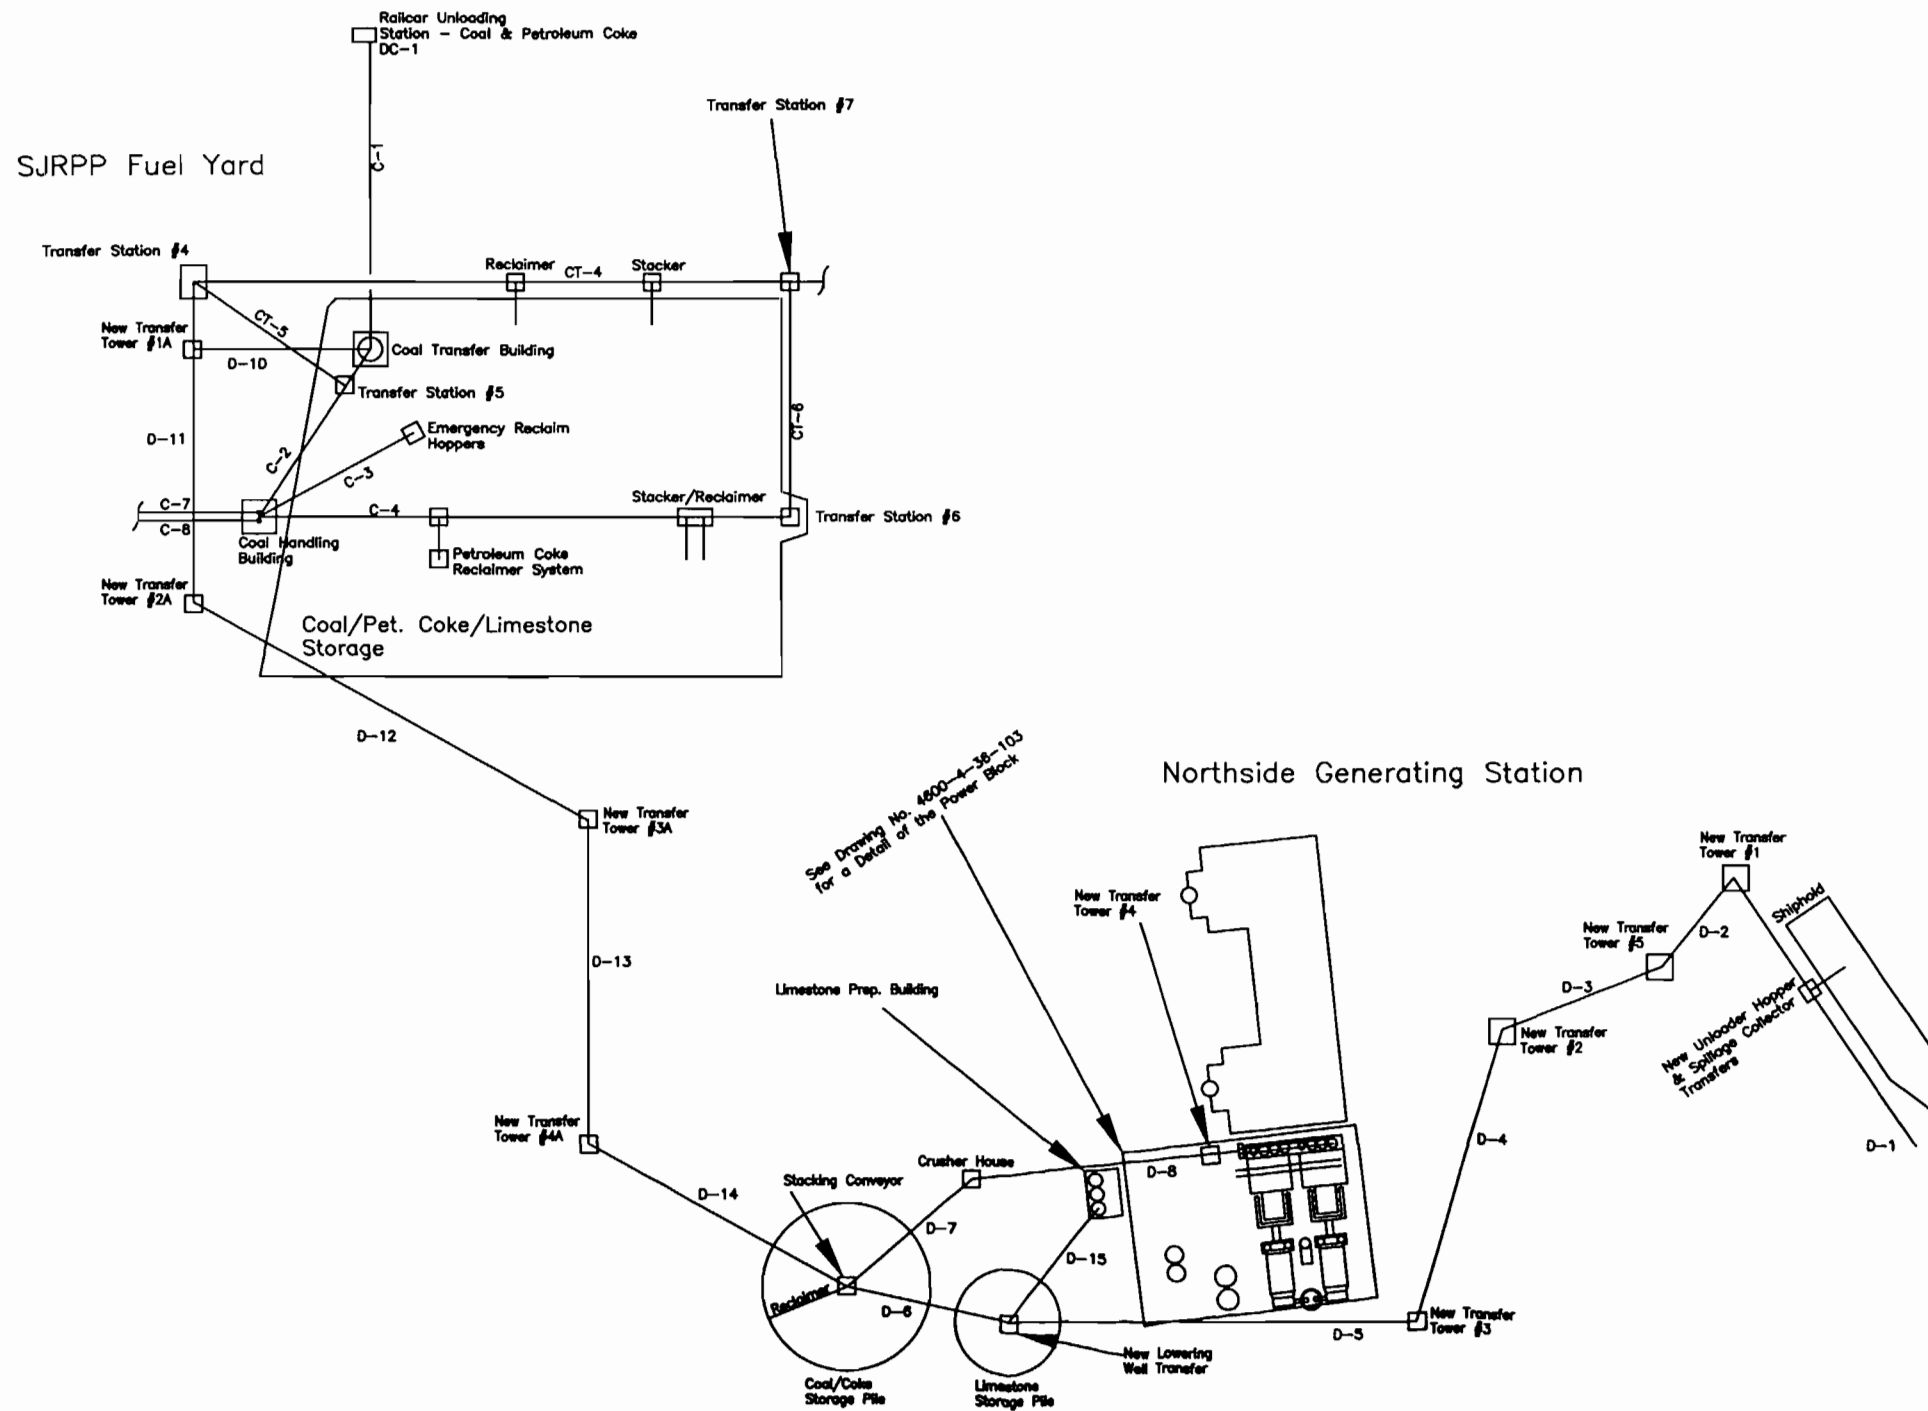 Railcar Unloading
Station - Coal & Petroleum Coke
DC-1
Transfer Station #7
SJRPP Fuel Yard
C-1
Transfer Station #4
Reclaimer
CT-4
Stacker
New Transfer
Tower #1A
CT-5
D-10
Coal Transfer Building
Transfer Station #5
D-11
Emergency Reclaim
Hoppers
CT-6
C-2
C-3
C-7
C-8
C-4
Stacker/Reclaimer
Transfer Station #6
Coal Handling
Building
Petroleum Coke
Reclaimer System
New Transfer
Tower #2A
Coal/Pet. Coke/Limestone
Storage
D-12
See Drawing No. 4600-4-38-103
for a Detail of the Power Block
Northside Generating Station
New Transfer
Tower #3A
New Transfer
Tower #1
New Transfer
Tower #4
Shiphold
D-2
New Transfer
Tower #5
D-13
D-3
Limestone Prep. Building
New Unloader Hopper
& Spillage Collector
Transfers
New Transfer
Tower #2
New Transfer
Tower #4A
D-4
D-1
Crusher House
D-8
Stacking Conveyor
D-14
D-7
D-15
Reclaimer
D-6
D-5
New Transfer
Tower #3
New Lowering
Well Transfer
Coal/Coke
Storage Pile
Limestone
Storage Pile